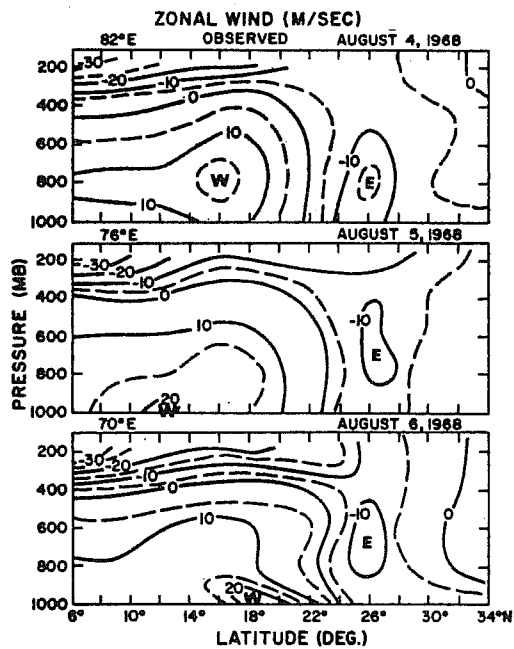 ZONAL WIND (M/SEC)
82°E OBSERVED AUGUST 4, 1968
200 -30 -20 -10 0
400 0
600 10 -10
800 W E
1000 10
76°E AUGUST 5, 1968
200 -30 -20 -10
400 0
600 10 -10
800 E
1000 20 W
70°E AUGUST 6, 1968
200 -30 -20
400 -10 0
600 10 -10 0
800 E
1000 20 W
PRESSURE (MB)
6° 10° 14° 18° 22° 26° 30° 34°N
LATITUDE (DEG.)